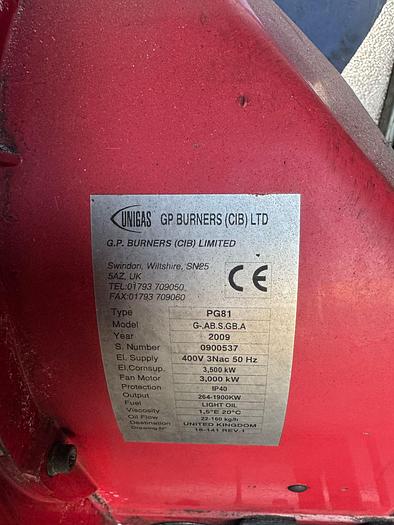 UNIGAS GP BURNERS (CIB) LTD
G.P. BURNERS (CIB) LIMITED
Swindon, Wiltshire, SN25
5AZ, UK
TEL:01793 709050
FAX:01793 709060
CE
Type PG81
Model G-.AB.S.GB.A
Year 2009
S. Number 0900537
El. Supply 400V 3Nac 50 Hz
El.Cornsup. 3,500 kW
Fan Motor 3,000 kW
Protection IP40
Output 264-1900KW
Fuel LIGHT OIL
Viscosity 1,5°E 20°C
Oil Flow 22-160 kg/h
Destination UNITED KINGDOM
Drawing N° 18-141 REV.1